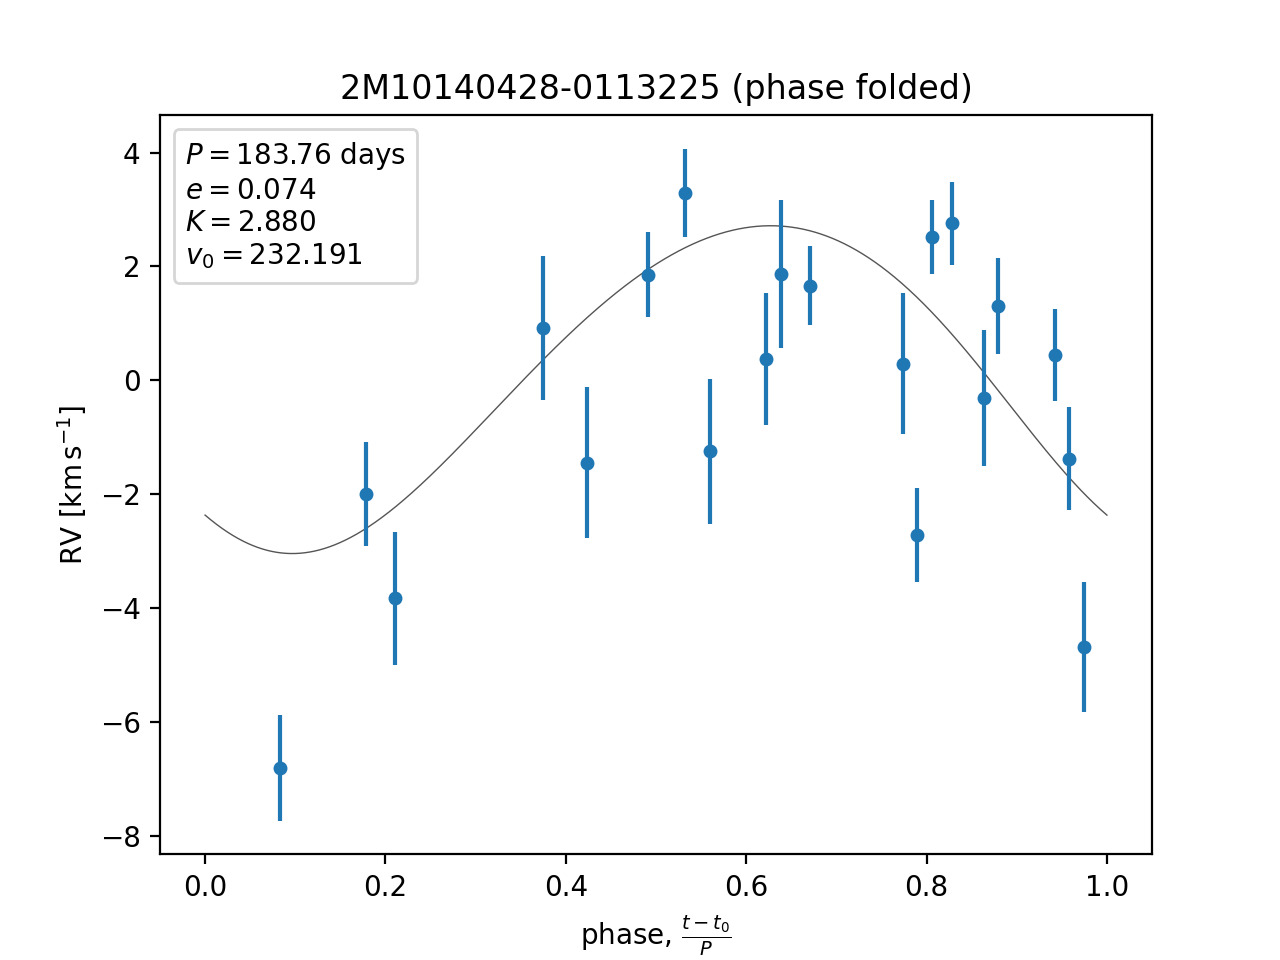 2M10140428-0113225 (phase folded)
P = 183.76 days
e = 0.074
K = 2.880
v₀ = 232.191
4
2
0
−2
−4
−6
−8
RV [km s⁻¹]
0.0 0.2 0.4 0.6 0.8 1.0
phase, (t − t₀)/P